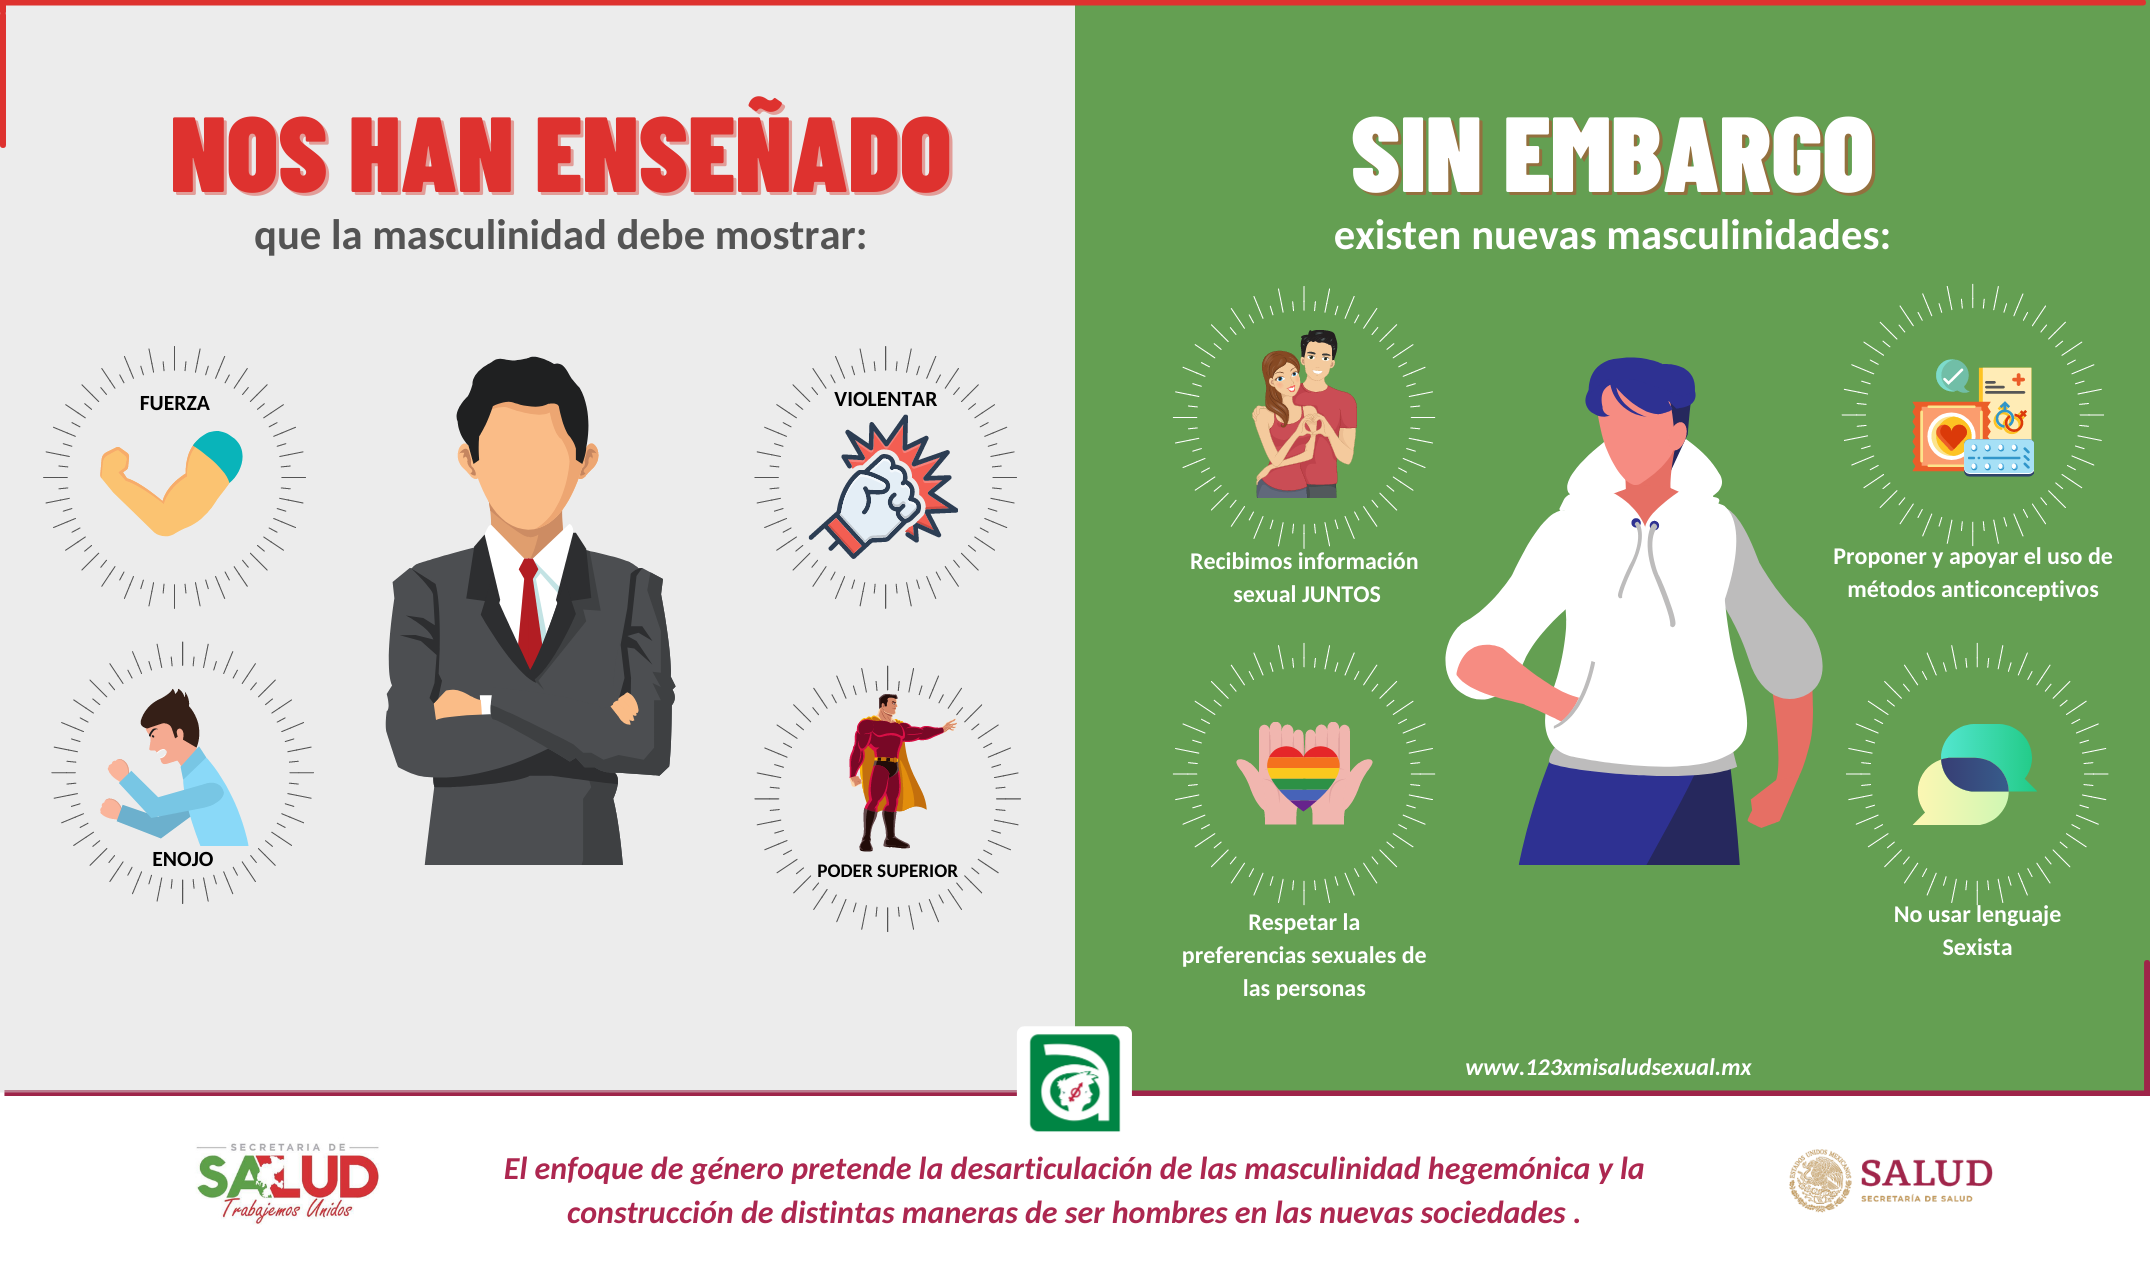 NOS HAN ENSEÑADO
que la masculinidad debe mostrar:
FUERZA
VIOLENTAR
ENOJO
PODER SUPERIOR
SIN EMBARGO
existen nuevas masculinidades:
Recibimos información
sexual JUNTOS
Proponer y apoyar el uso de
métodos anticonceptivos
Respetar la
preferencias sexuales de
las personas
No usar lenguaje
Sexista
www.123xmisaludsexual.mx
SECRETARIA DE
SALUD
Trabajemos Unidos
El enfoque de género pretende la desarticulación de las masculinidad hegemónica y la
construcción de distintas maneras de ser hombres en las nuevas sociedades .
ESTADOS UNIDOS MEXICANOS
SALUD
SECRETARÍA DE SALUD